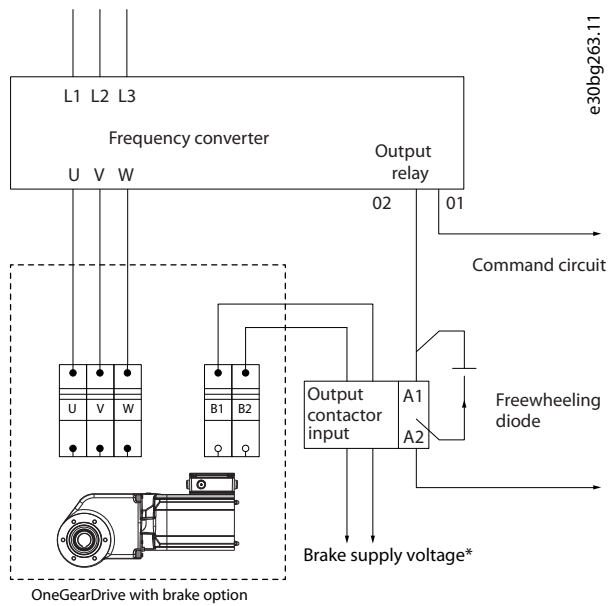 e30bg263.11
L1 L2 L3
Frequency converter
Output
relay
U V W
02 01
Command circuit
U V W
B1 B2
Output
contactor
input
A1
A2
Freewheeling
diode
Brake supply voltage*
OneGearDrive with brake option